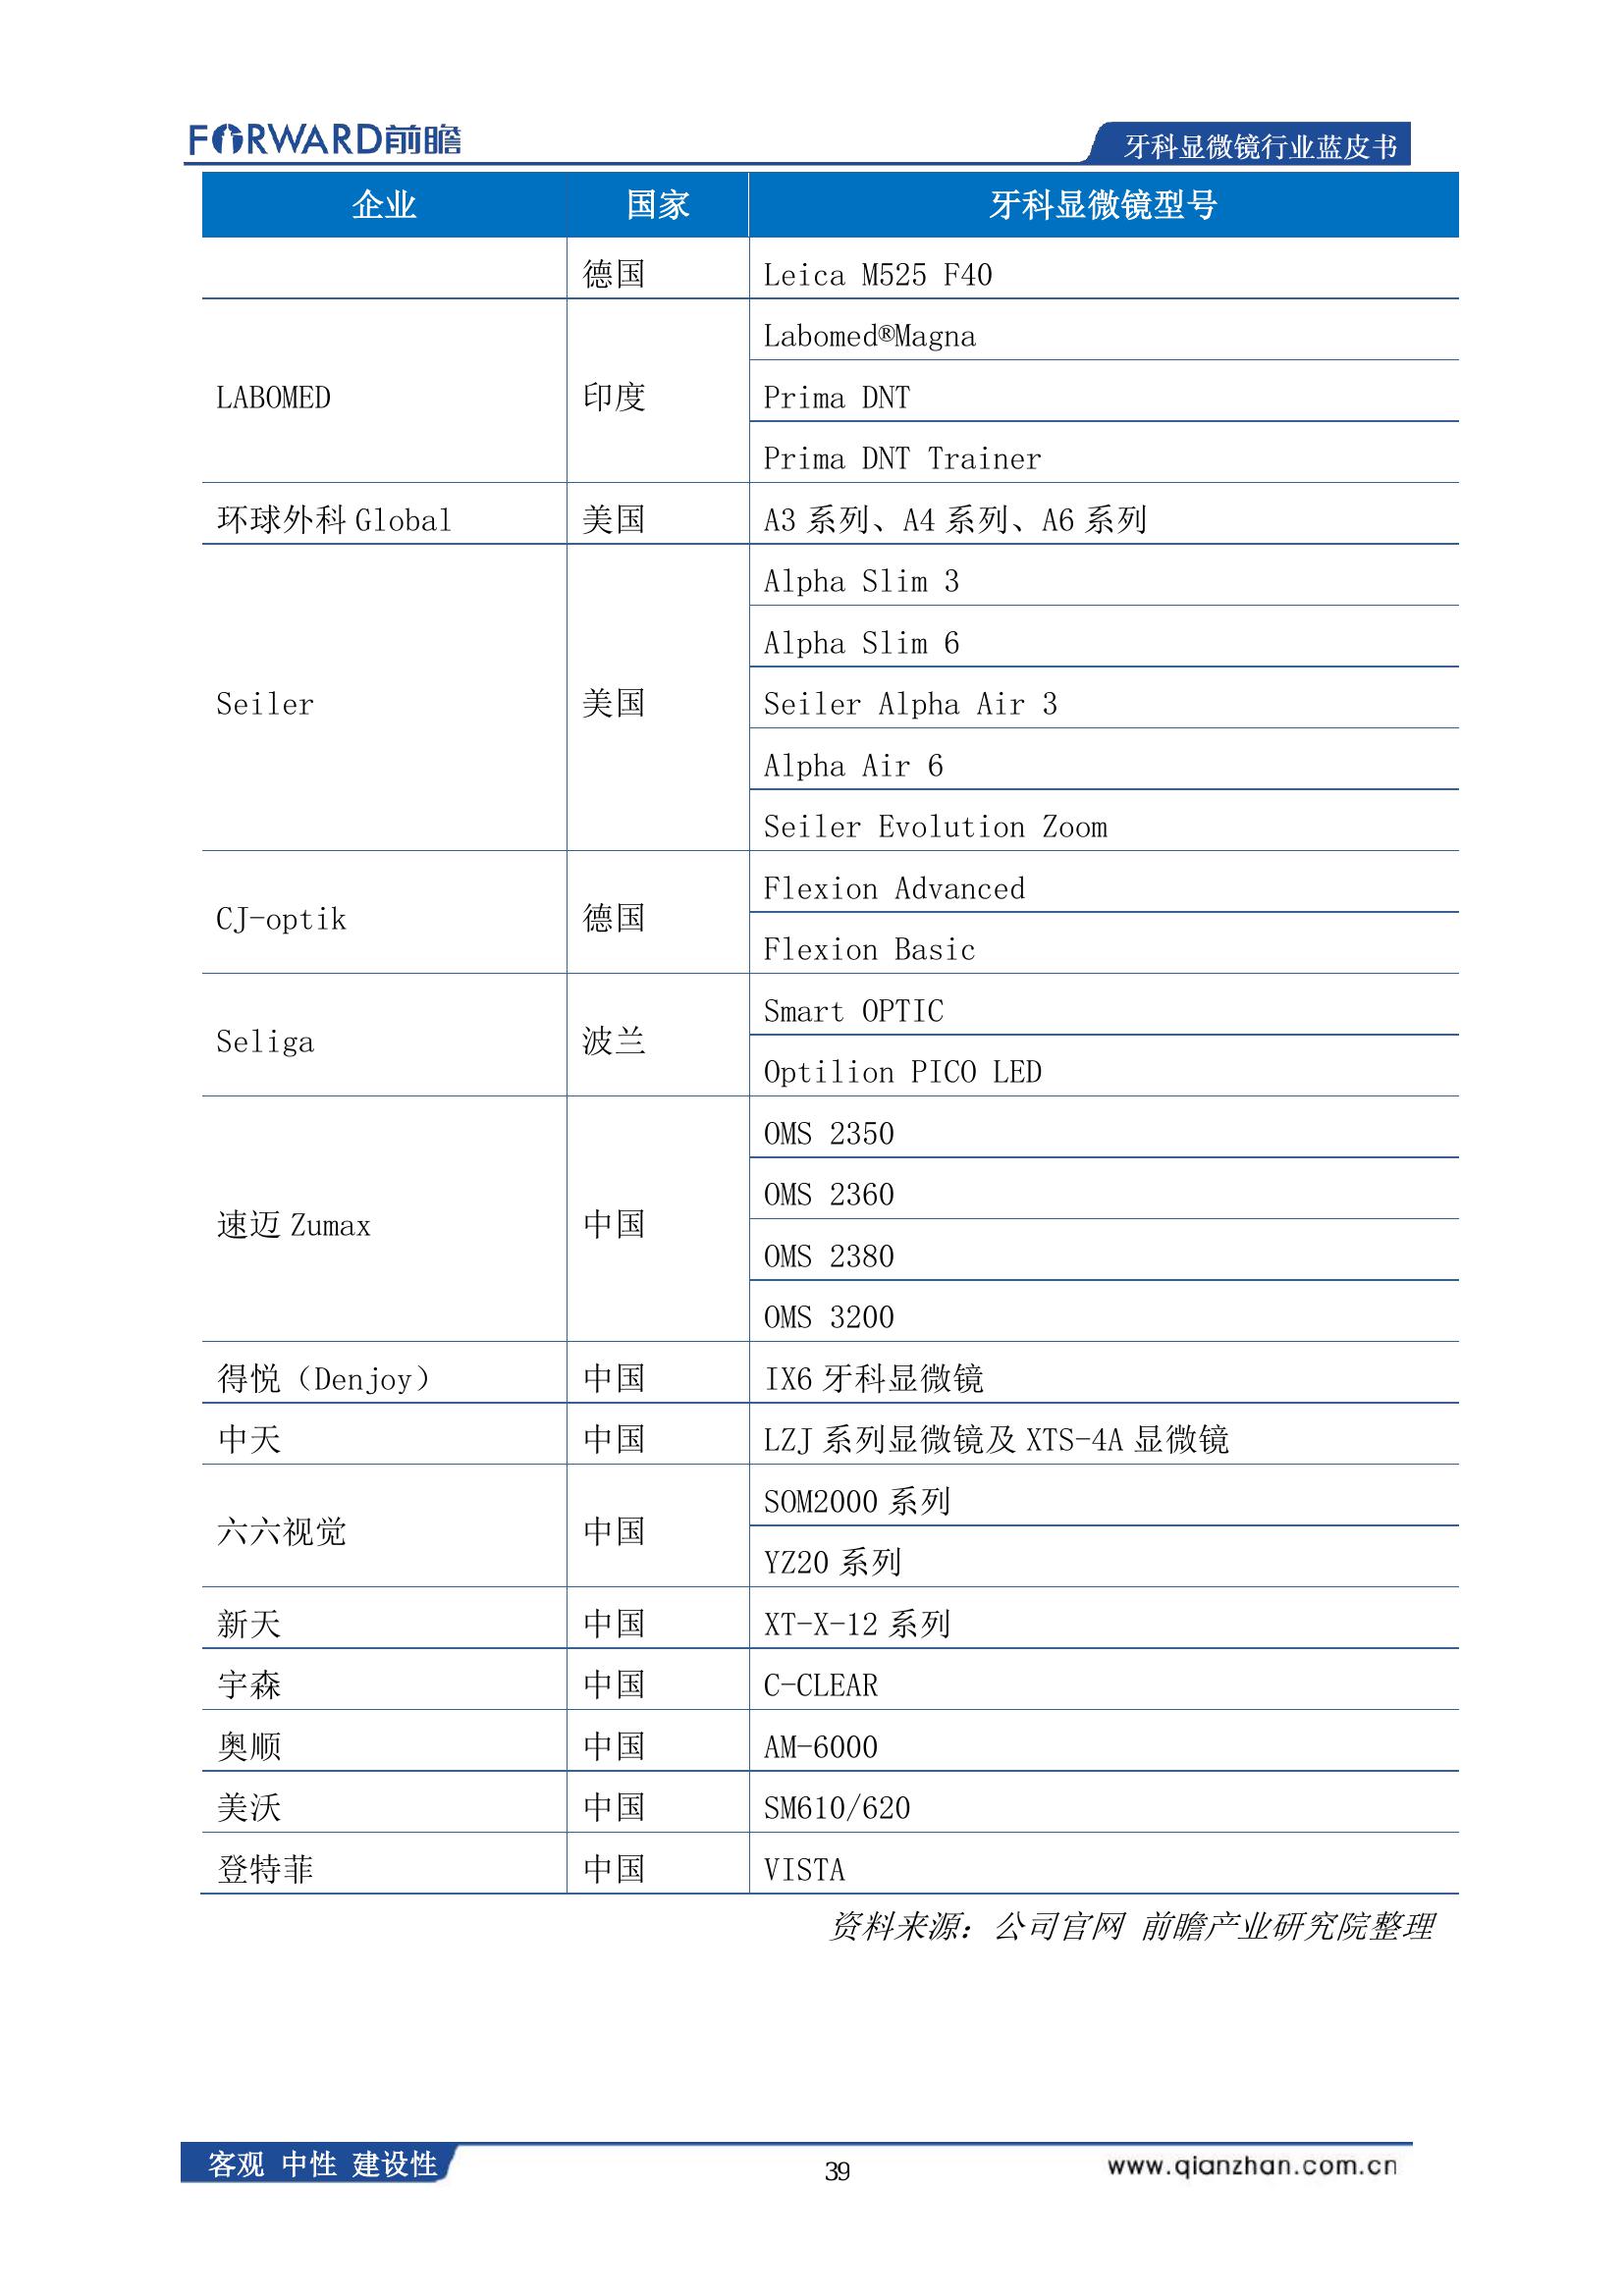 FORWARD前瞻
牙科显微镜行业蓝皮书
企业 国家 牙科显微镜型号
德国 Leica M525 F40
Labomed®Magna
LABOMED 印度 Prima DNT
Prima DNT Trainer
环球外科 Global 美国 A3 系列、A4 系列、A6 系列
Alpha Slim 3
Alpha Slim 6
Seiler 美国 Seiler Alpha Air 3
Alpha Air 6
Seiler Evolution Zoom
Flexion Advanced
CJ-optik 德国
Flexion Basic
Smart OPTIC
Seliga 波兰
Optilion PICO LED
OMS 2350
OMS 2360
速迈 Zumax 中国
OMS 2380
OMS 3200
得悦（Denjoy） 中国 IX6 牙科显微镜
中天 中国 LZJ 系列显微镜及 XTS-4A 显微镜
SOM2000 系列
六六视觉 中国
YZ20 系列
新天 中国 XT-X-12 系列
宇森 中国 C-CLEAR
奥顺 中国 AM-6000
美沃 中国 SM610/620
登特菲 中国 VISTA
资料来源：公司官网 前瞻产业研究院整理
客观 中性 建设性
39
www.qianzhan.com.cn